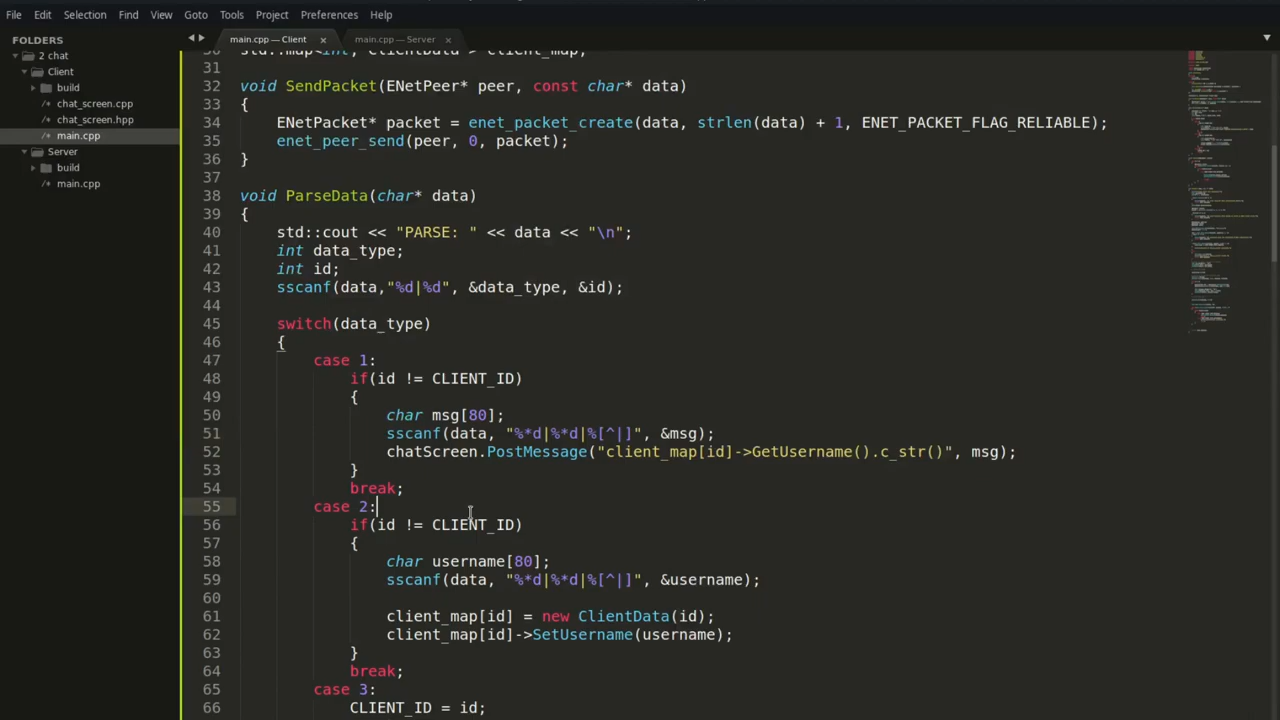 File Edit Selection Find View Goto Tools Project Preferences Help
FOLDERS
2 chat
Client
build
chat_screen.cpp
chat_screen.hpp
main.cpp
Server
build
main.cpp
main.cpp — Client × main.cpp — Server ×
30 std::map<int, ClientData*> client_map;
31
32 void SendPacket(ENetPeer* peer, const char* data)
33 {
34 ENetPacket* packet = enet_packet_create(data, strlen(data) + 1, ENET_PACKET_FLAG_RELIABLE);
35 enet_peer_send(peer, 0, packet);
36 }
37
38 void ParseData(char* data)
39 {
40 std::cout << "PARSE: " << data << "\n";
41 int data_type;
42 int id;
43 sscanf(data,"%d|%d", &data_type, &id);
44
45 switch(data_type)
46 {
47 case 1:
48 if(id != CLIENT_ID)
49 {
50 char msg[80];
51 sscanf(data, "%*d|%*d|%[^|]", &msg);
52 chatScreen.PostMessage("client_map[id]->GetUsername().c_str()", msg);
53 }
54 break;
55 case 2:
56 if(id != CLIENT_ID)
57 {
58 char username[80];
59 sscanf(data, "%*d|%*d|%[^|]", &username);
60
61 client_map[id] = new ClientData(id);
62 client_map[id]->SetUsername(username);
63 }
64 break;
65 case 3:
66 CLIENT_ID = id;